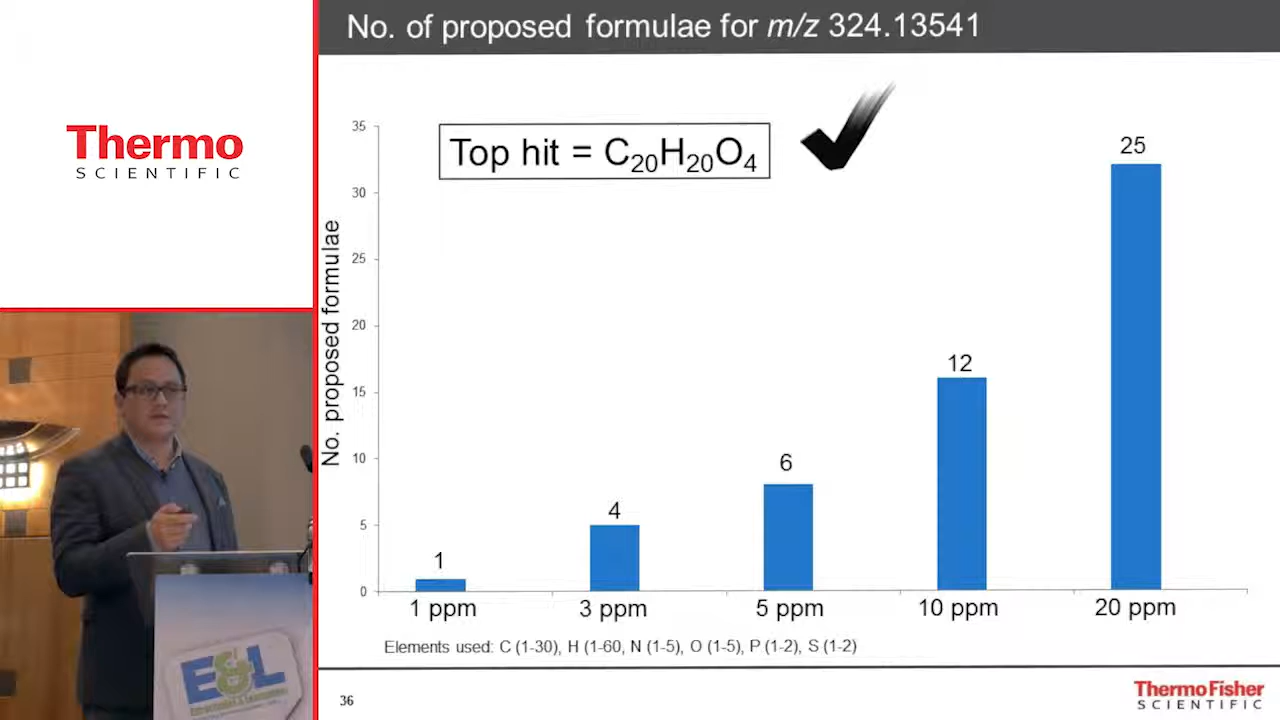 No. of proposed formulae for m/z 324.13541
Thermo
SCIENTIFIC
Top hit = C₂₀H₂₀O₄
No. proposed formulae
35
30
25
20
15
10
5
0
1
4
6
12
25
1 ppm
3 ppm
5 ppm
10 ppm
20 ppm
Elements used: C (1-30), H (1-60, N (1-5), O (1-5), P (1-2), S (1-2)
E&L
36
ThermoFisher
SCIENTIFIC